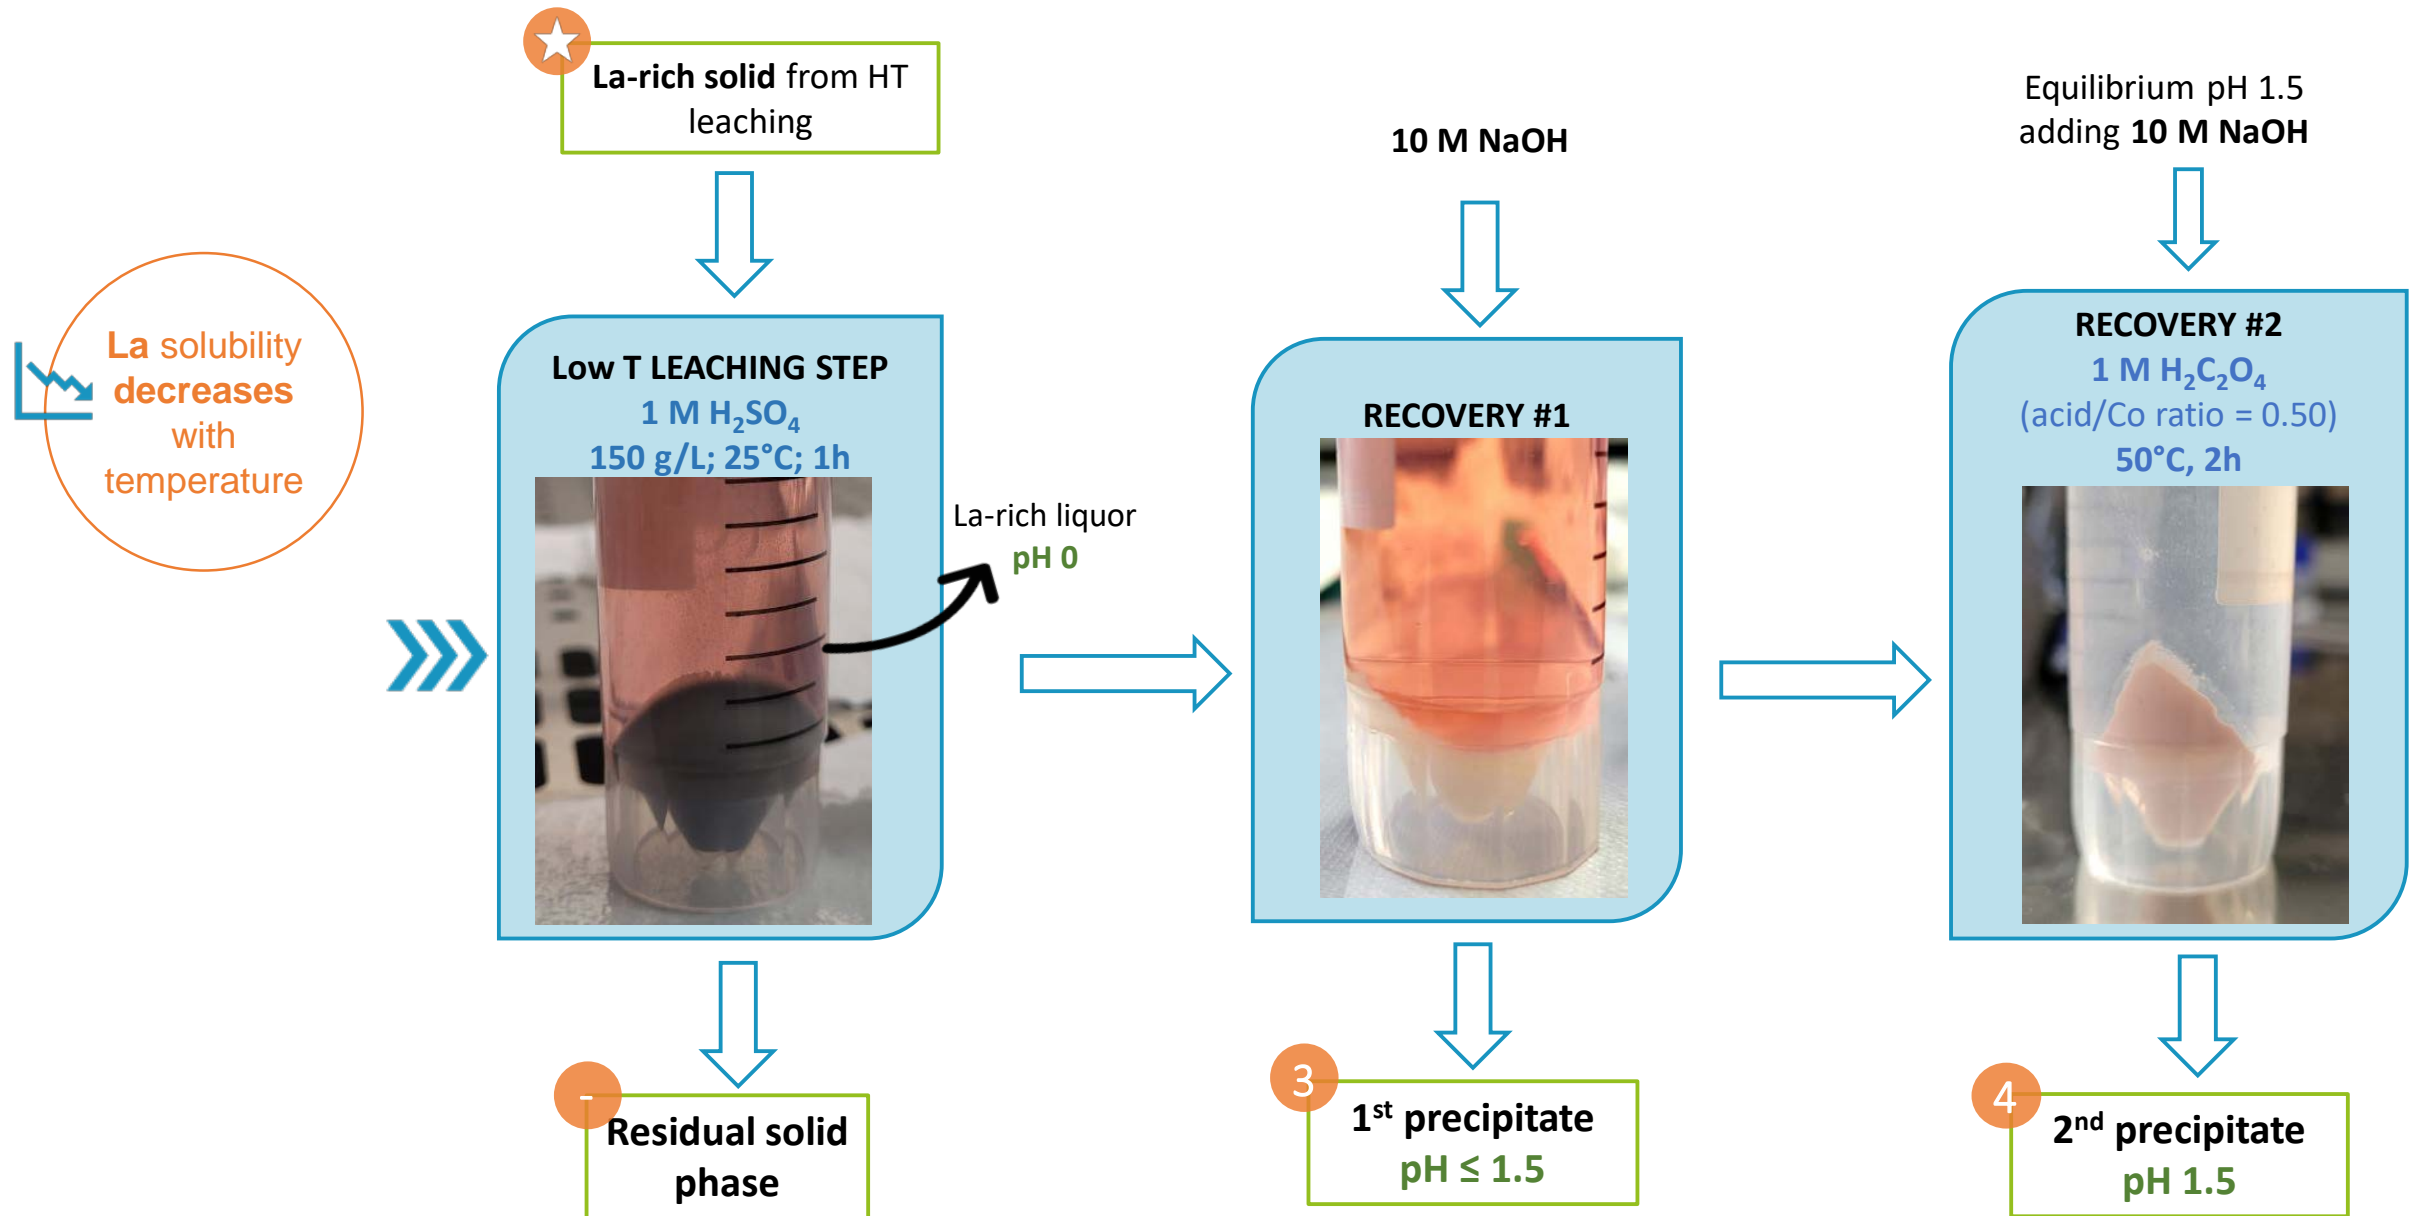 La-rich solid from HT
leaching
La solubility
decreases
with
temperature
Low T LEACHING STEP
1 M H₂SO₄
150 g/L; 25°C; 1h
La-rich liquor
pH 0
-
Residual solid
phase
10 M NaOH
RECOVERY #1
3
1st precipitate
pH ≤ 1.5
Equilibrium pH 1.5
adding 10 M NaOH
RECOVERY #2
1 M H₂C₂O₄
(acid/Co ratio = 0.50)
50°C, 2h
4
2nd precipitate
pH 1.5